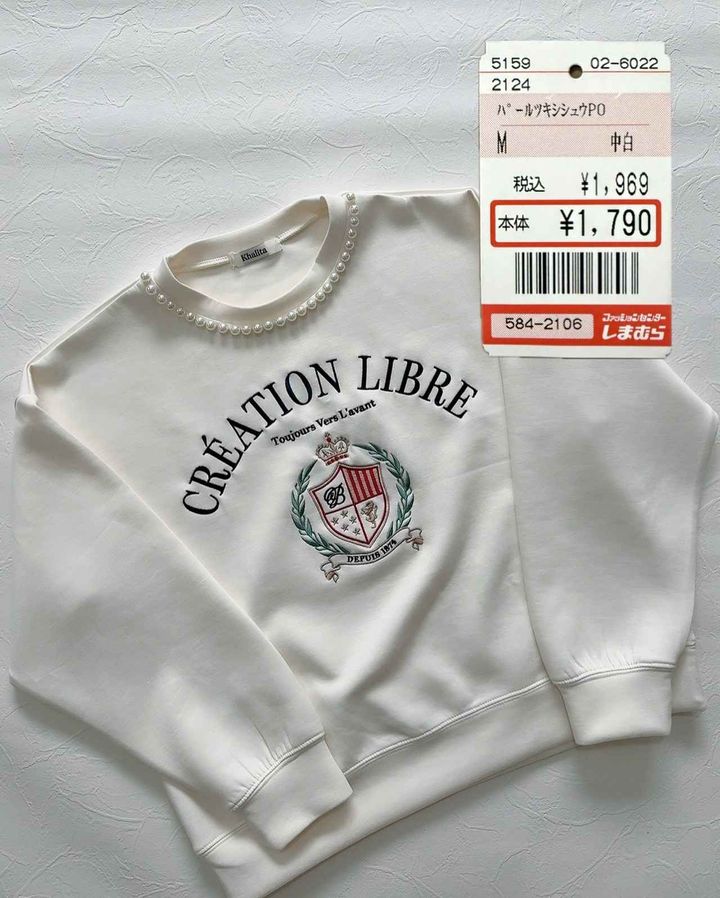 5159 02-6022
2124
ﾊﾟｰﾙﾂｷｼｼｭｳPO
M 中白
税込 ¥1,969
本体 ¥1,790
584-2106
ファッションセンター
しまむら
Khalita
CRÉATION LIBRE
Toujours Vers L'avant
DEPUIS 1974